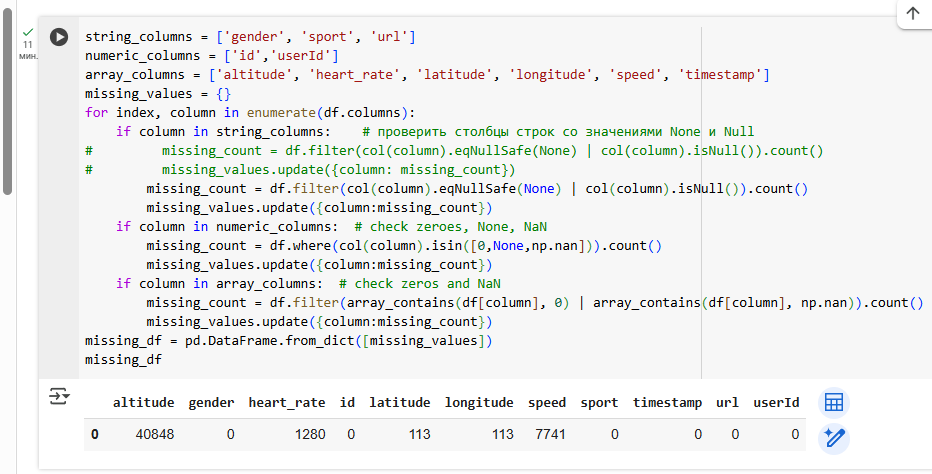 11
мин.
string_columns = ['gender', 'sport', 'url']
numeric_columns = ['id','userId']
array_columns = ['altitude', 'heart_rate', 'latitude', 'longitude', 'speed', 'timestamp']
missing_values = {}
for index, column in enumerate(df.columns):
    if column in string_columns:    # проверить столбцы строк со значениями None и Null
#         missing_count = df.filter(col(column).eqNullSafe(None) | col(column).isNull()).count()
#         missing_values.update({column: missing_count})
        missing_count = df.filter(col(column).eqNullSafe(None) | col(column).isNull()).count()
        missing_values.update({column:missing_count})
    if column in numeric_columns:  # check zeroes, None, NaN
        missing_count = df.where(col(column).isin([0,None,np.nan])).count()
        missing_values.update({column:missing_count})
    if column in array_columns:  # check zeros and NaN
        missing_count = df.filter(array_contains(df[column], 0) | array_contains(df[column], np.nan)).count()
        missing_values.update({column:missing_count})
missing_df = pd.DataFrame.from_dict([missing_values])
missing_df
altitude gender heart_rate id latitude longitude speed sport timestamp url userId
0 40848 0 1280 0 113 113 7741 0 0 0 0